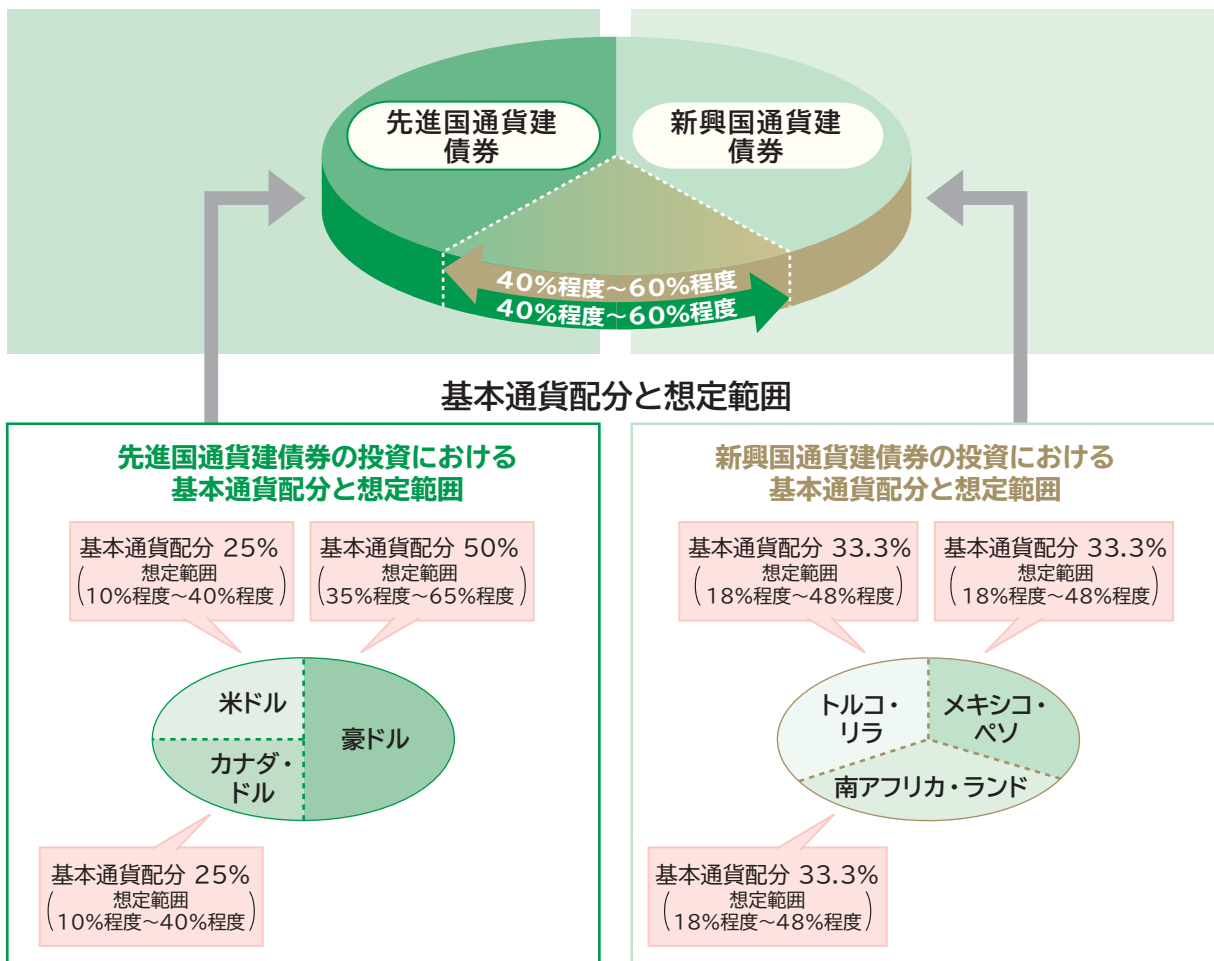 先進国通貨建
債券
新興国通貨建
債券
40%程度～60%程度
40%程度～60%程度
基本通貨配分と想定範囲
先進国通貨建債券の投資における
基本通貨配分と想定範囲
基本通貨配分 25%
想定範囲
(10%程度～40%程度)
基本通貨配分 50%
想定範囲
(35%程度～65%程度)
米ドル
カナダ・
ドル
豪ドル
基本通貨配分 25%
想定範囲
(10%程度～40%程度)
新興国通貨建債券の投資における
基本通貨配分と想定範囲
基本通貨配分 33.3%
想定範囲
(18%程度～48%程度)
基本通貨配分 33.3%
想定範囲
(18%程度～48%程度)
トルコ・
リラ
メキシコ・
ペソ
南アフリカ・ランド
基本通貨配分 33.3%
想定範囲
(18%程度～48%程度)